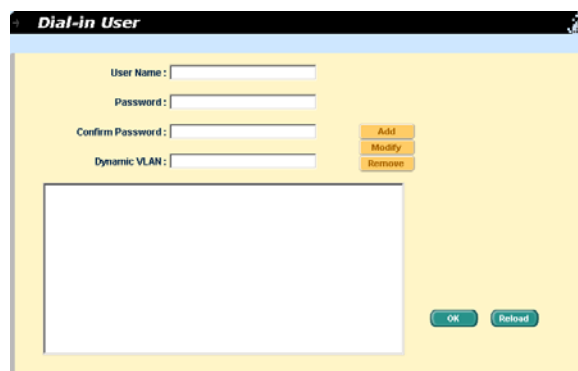 Dial-in User
User Name :
Password :
Confirm Password :
Add
Modify
Dynamic VLAN :
Remove
OK
Reload